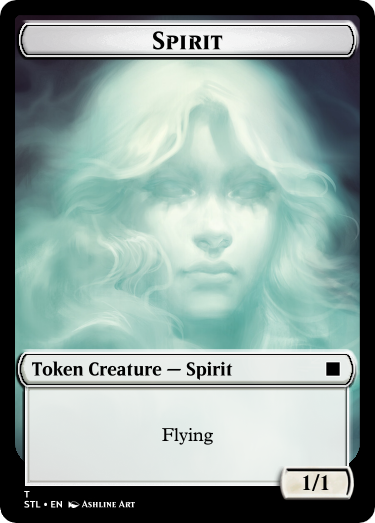 Spirit
Token Creature — Spirit
Flying
1/1
T
STL • EN Ashline Art